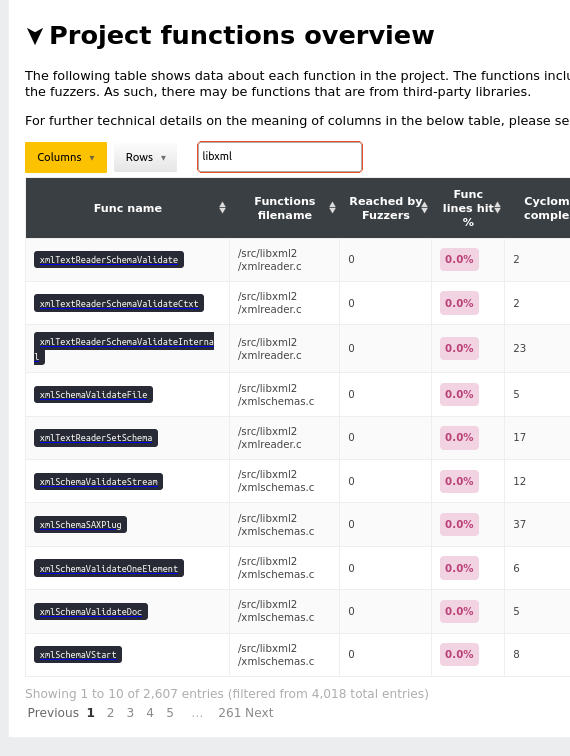 Project functions overview
The following table shows data about each function in the project. The functions inclu
the fuzzers. As such, there may be functions that are from third-party libraries.
For further technical details on the meaning of columns in the below table, please se
Columns ▾ Rows ▾ libxml
Func name Functions filename Reached by Fuzzers Func lines hit % Cyclom comple
xmlTextReaderSchemaValidate /src/libxml2/xmlreader.c 0 0.0% 2
xmlTextReaderSchemaValidateCtxt /src/libxml2/xmlreader.c 0 0.0% 2
xmlTextReaderSchemaValidateInternal /src/libxml2/xmlreader.c 0 0.0% 23
xmlSchemaValidateFile /src/libxml2/xmlschemas.c 0 0.0% 5
xmlTextReaderSetSchema /src/libxml2/xmlreader.c 0 0.0% 17
xmlSchemaValidateStream /src/libxml2/xmlschemas.c 0 0.0% 12
xmlSchemaSAXPlug /src/libxml2/xmlschemas.c 0 0.0% 37
xmlSchemaValidateOneElement /src/libxml2/xmlschemas.c 0 0.0% 6
xmlSchemaValidateDoc /src/libxml2/xmlschemas.c 0 0.0% 5
xmlSchemaVStart /src/libxml2/xmlschemas.c 0 0.0% 8
Showing 1 to 10 of 2,607 entries (filtered from 4,018 total entries)
Previous 1 2 3 4 5 … 261 Next